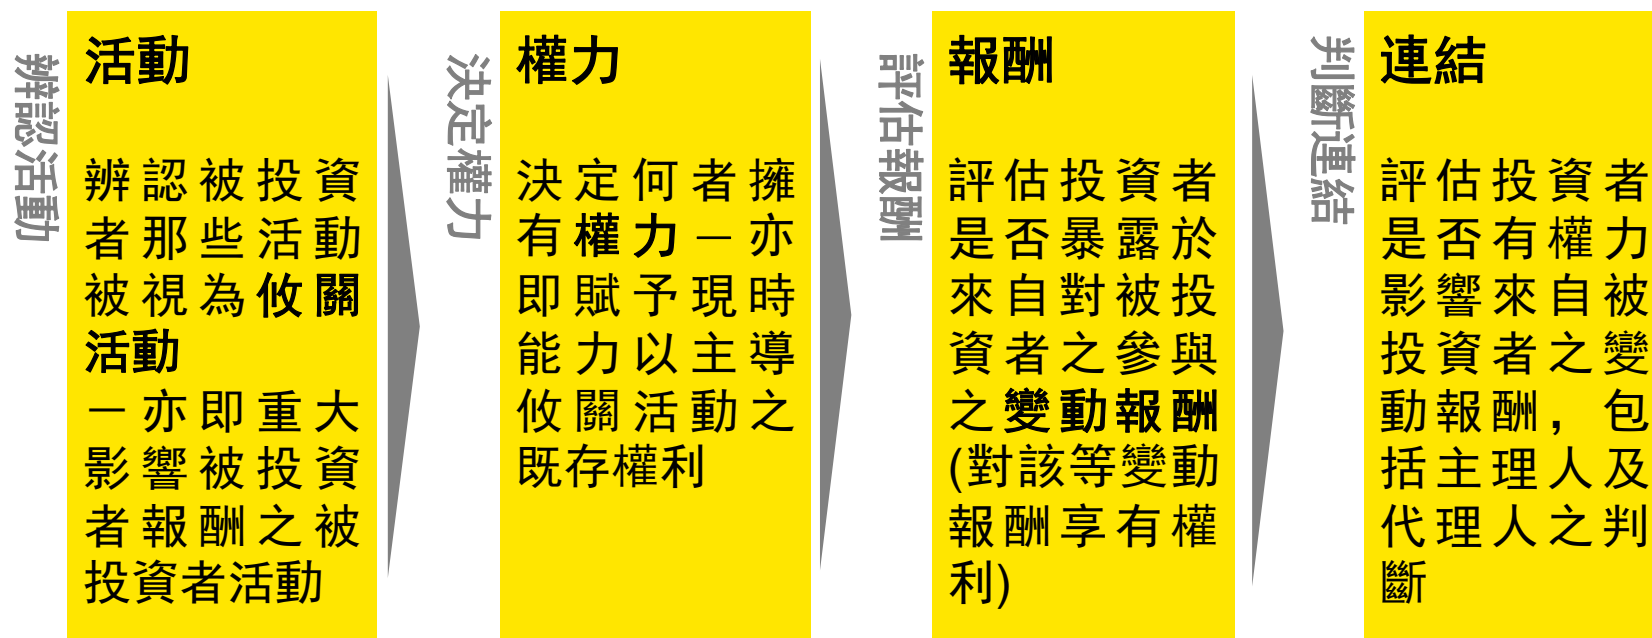 辨認活動
活動
辨認被投資
者那些活動
被視為攸關
活動
－亦即重大
影響被投資
者報酬之被
投資者活動
決定權力
權力
決定何者擁
有權力－亦
即賦予現時
能力以主導
攸關活動之
既存權利
評估報酬
報酬
評估投資者
是否暴露於
來自對被投
資者之參與
之變動報酬
(對該等變動
報酬享有權
利)
判斷連結
連結
評估投資者
是否有權力
影響來自被
投資者之變
動報酬，包
括主理人及
代理人之判
斷